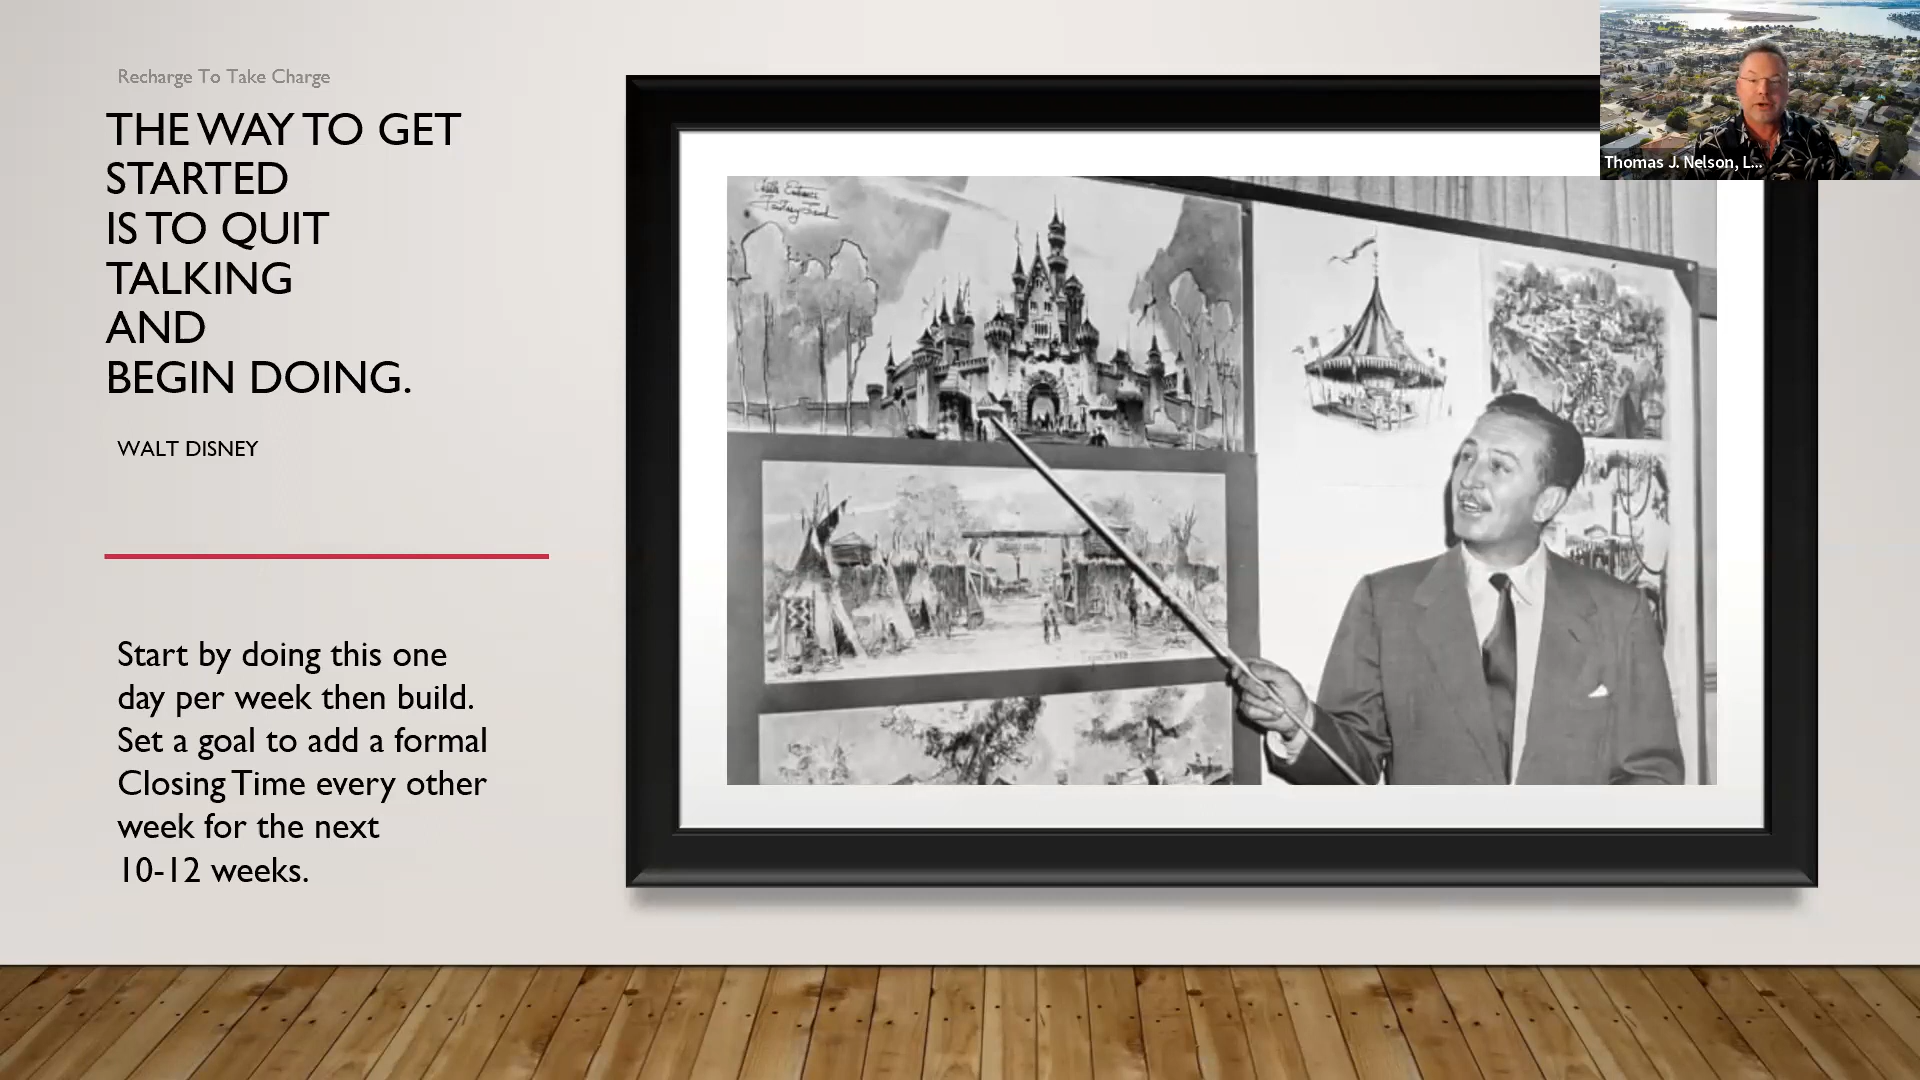 Recharge To Take Charge
THE WAY TO GET
STARTED
IS TO QUIT
TALKING
AND
BEGIN DOING.
WALT DISNEY
Start by doing this one
day per week then build.
Set a goal to add a formal
Closing Time every other
week for the next
10-12 weeks.
Thomas J. Nelson, L...